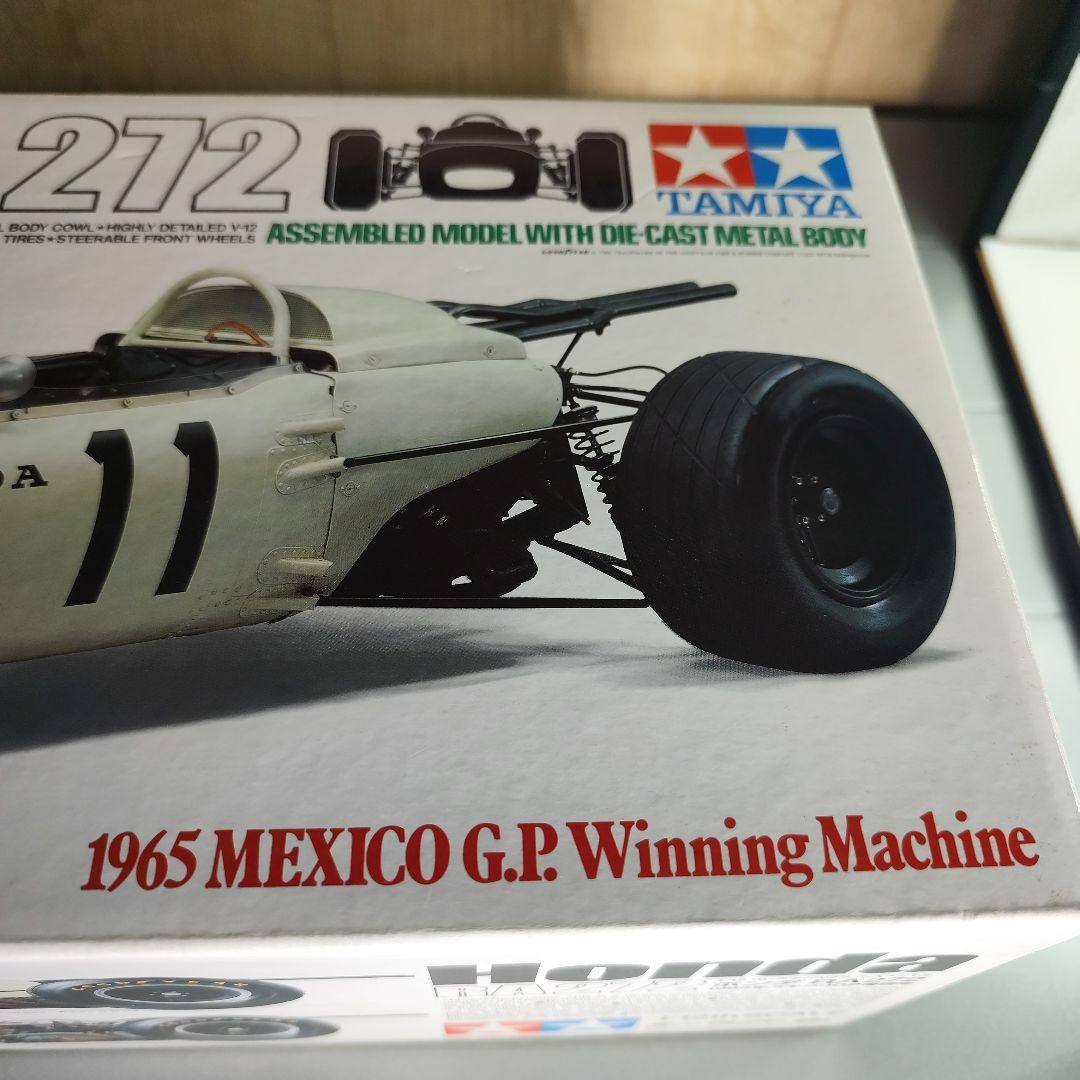 272
TAMIYA
L BODY COWL★HIGHLY DETAILED V-12
TIRES★STEERABLE FRONT WHEELS
ASSEMBLED MODEL WITH DIE-CAST METAL BODY
DA
11
1965 MEXICO G.P. Winning Machine
Honda